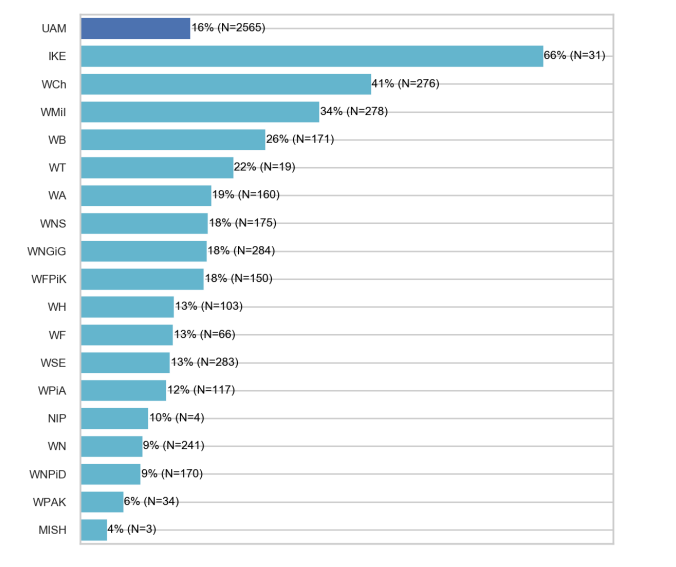 UAM 16% (N=2565)
IKE 66% (N=31)
WCh 41% (N=276)
WMiI 34% (N=278)
WB 26% (N=171)
WT 22% (N=19)
WA 19% (N=160)
WNS 18% (N=175)
WNGiG 18% (N=284)
WFPiK 18% (N=150)
WH 13% (N=103)
WF 13% (N=66)
WSE 13% (N=283)
WPiA 12% (N=117)
NIP 10% (N=4)
WN 9% (N=241)
WNPiD 9% (N=170)
WPAK 6% (N=34)
MISH 4% (N=3)